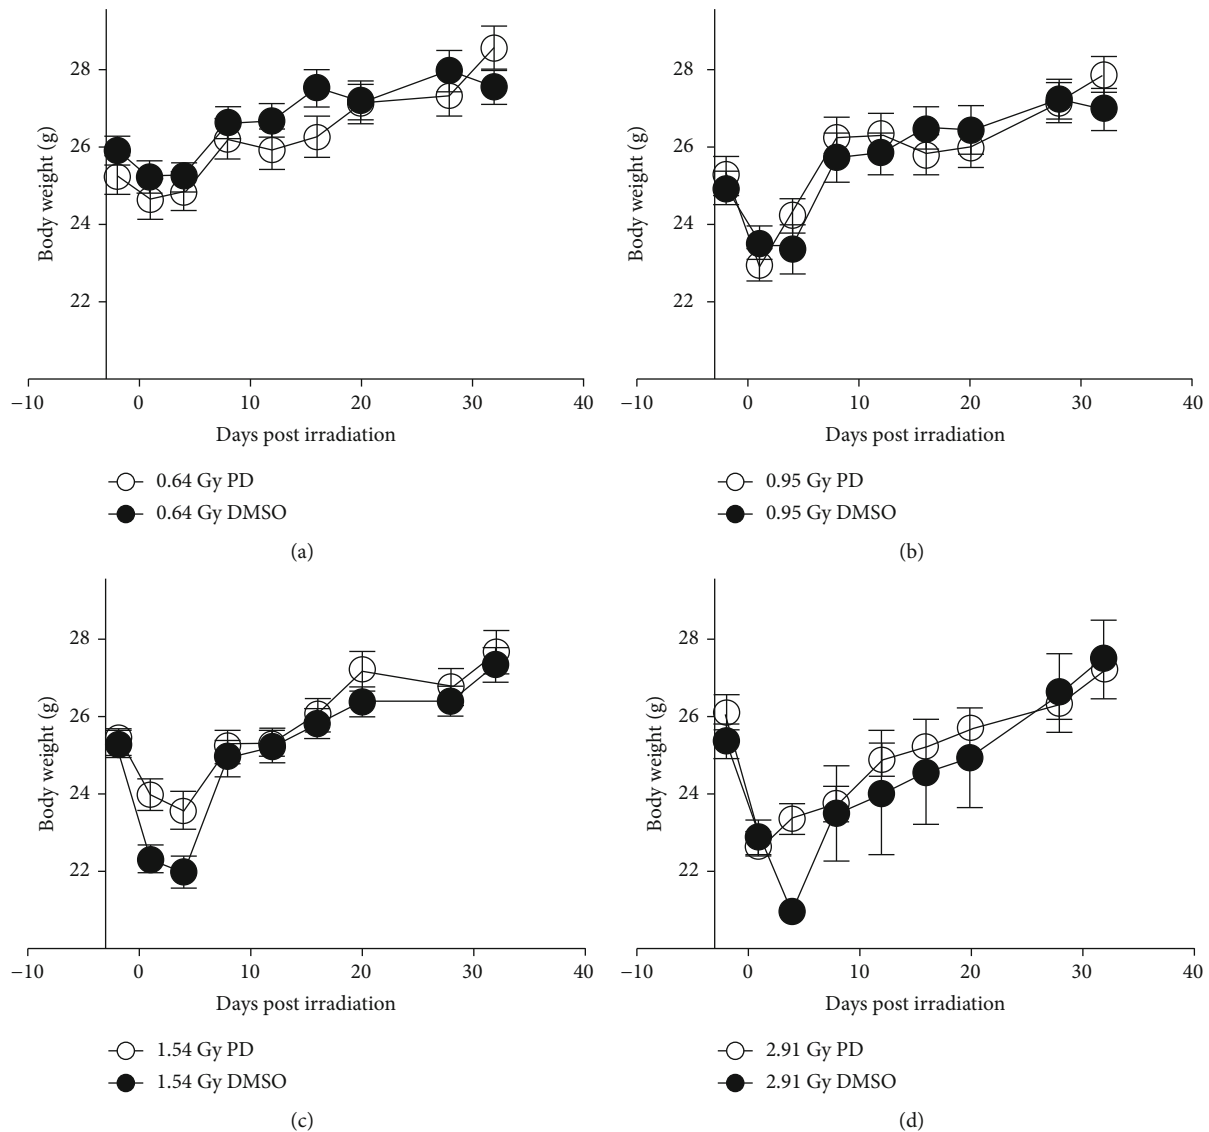 28
26
24
22
Body weight (g)
−10 0 10 20 30 40
Days post irradiation
0.64 Gy PD
0.64 Gy DMSO
(a)
28
26
24
22
Body weight (g)
−10 0 10 20 30 40
Days post irradiation
0.95 Gy PD
0.95 Gy DMSO
(b)
28
26
24
22
Body weight (g)
−10 0 10 20 30 40
Days post irradiation
1.54 Gy PD
1.54 Gy DMSO
(c)
28
26
24
22
Body weight (g)
−10 0 10 20 30 40
Days post irradiation
2.91 Gy PD
2.91 Gy DMSO
(d)